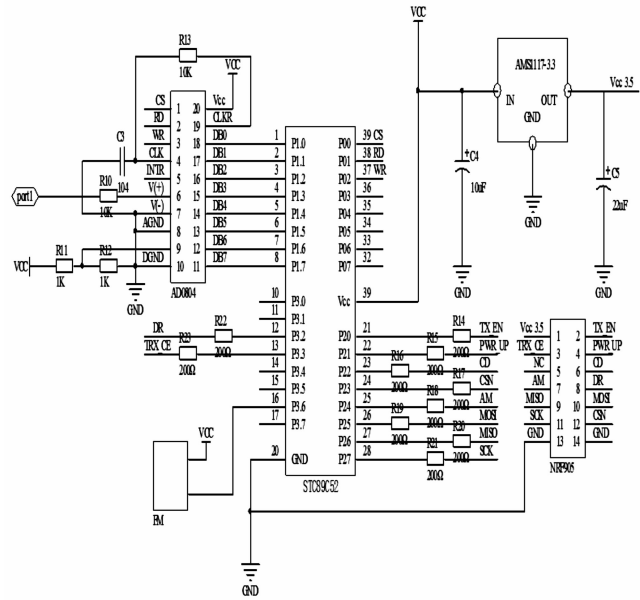 VCC
R13
10K
VCC
AMS1117-3.3
IN
OUT
GND
Vcc 3.5
CS 1 20 Vcc
RD 2 19 CLKR
WR 3 18 DB0
CLK 4 17 DB1
INTR 5 16 DB2
V(+) 6 15 DB3
V(-) 7 14 DB4
AGND 8 13 DB5
9 12 DB6
DGND 10 11 DB7
AD0804
104
port1
R10
10K
VCC
R11
1K
R12
1K
GND
1 P1.0
2 P1.1
3 P1.2
4 P1.3
5 P1.4
6 P1.5
7 P1.6
8 P1.7
10 P3.0
11 P3.1
12 P3.2
13 P3.3
14 P3.4
15 P3.5
16 P3.6
17 P3.7
20 GND
P00 39 CS
P01 38 RD
P02 37 WR
P03 36
P04 35
P05 34
P06 33
P07 32
Vcc 39
P20 21
P21 22
P22 23
P23 24
P24 25
P25 26
P26 27
P27 28
STC89C52
C4
10uF
GND
GND
22uF
GND
DR
R22
200Ω
TRX_CE
R23
200Ω
R14
200Ω
TX EN
R15
200Ω
PWR UP
R16
200Ω
CD
R17
200Ω
CSN
R18
200Ω
AM
R19
200Ω
MOSI
R20
200Ω
MISO
R21
200Ω
SCK
Vcc 3.5 1 2 TX EN
TRX CE 3 4 PWR UP
NC 5 6 CD
AM 7 8 DR
MISO 9 10 MOSI
SCK 11 12 CSN
GND 13 14 GND
NRF905
VCC
GND